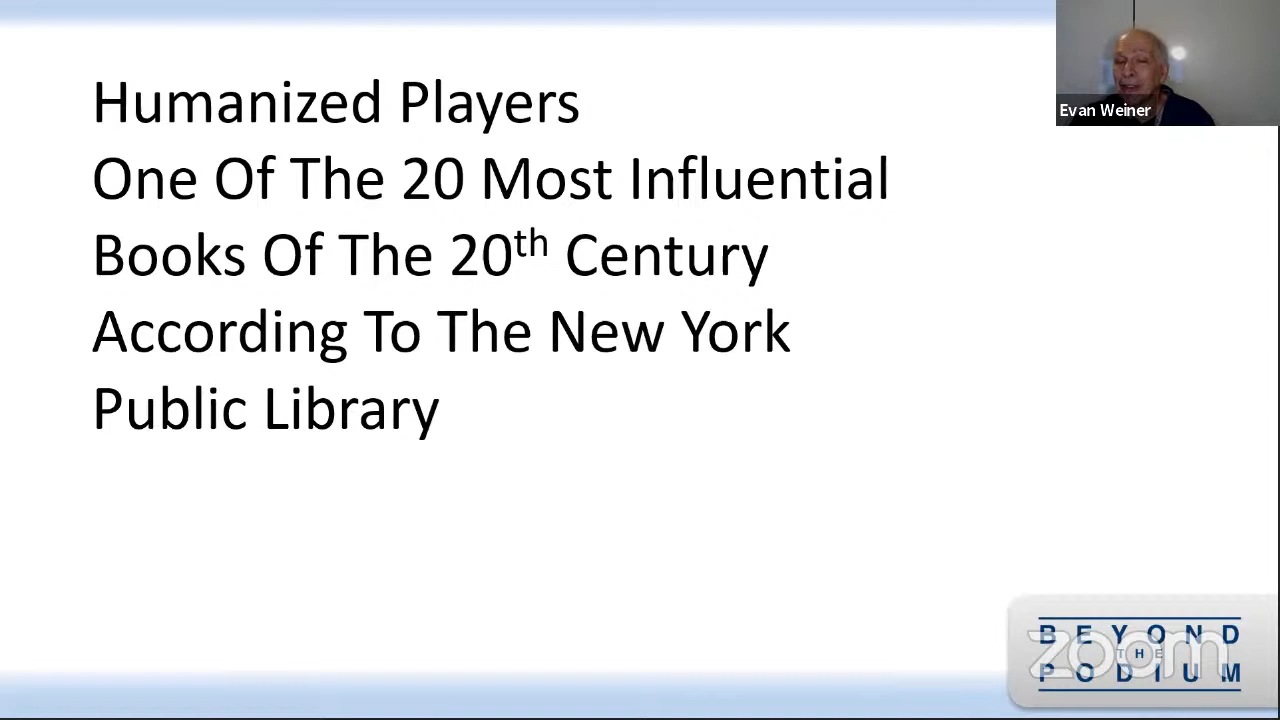 Humanized Players
One Of The 20 Most Influential
Books Of The 20th Century
According To The New York
Public Library
Evan Weiner
BEYOND
THE
PODIUM
zoom